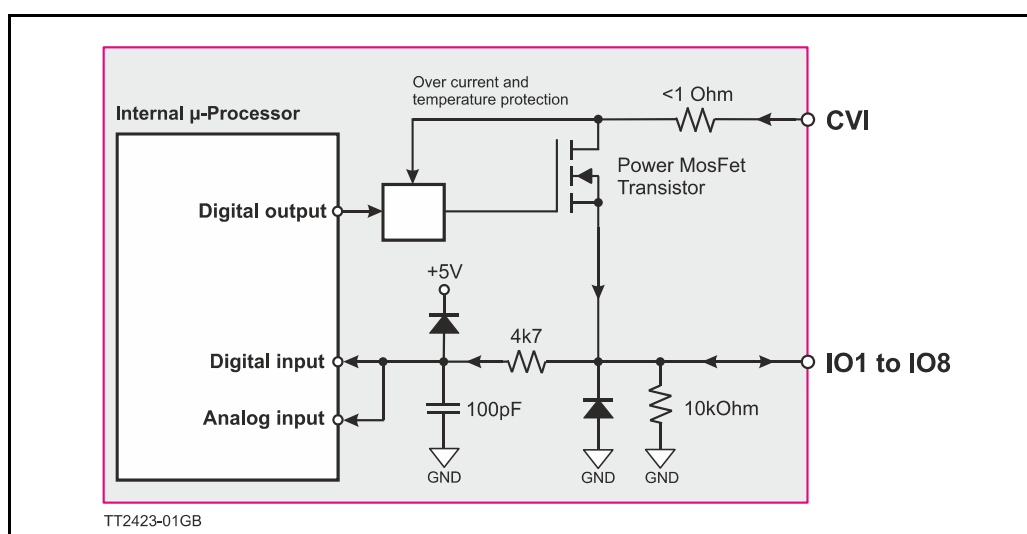 Over current and
temperature protection
<1 Ohm
CVI
Internal µ-Processor
Power MosFet
Transistor
Digital output
+5V
4k7
Digital input
IO1 to IO8
Analog input
100pF
10kOhm
GND
GND
GND
TT2423-01GB